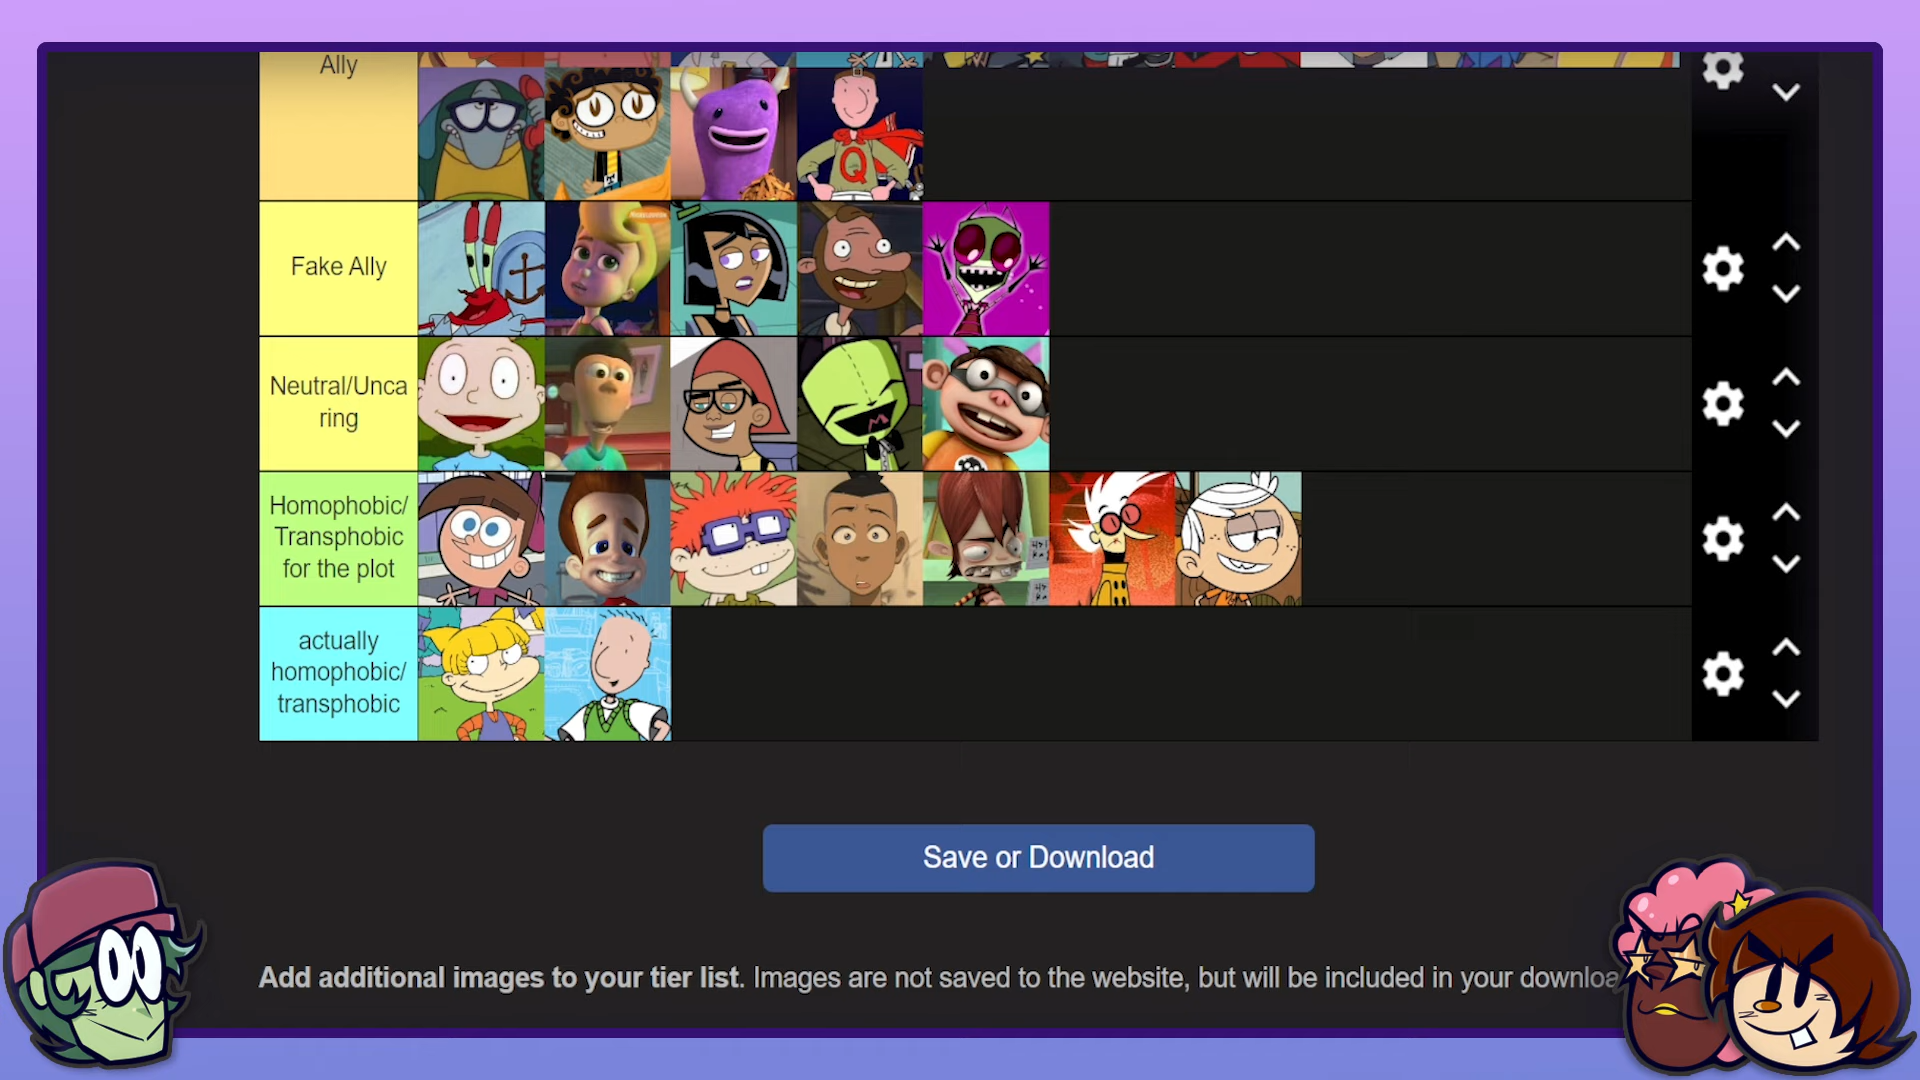 Ally
Q
NICKELODEON
Fake Ally
Neutral/Unca
ring
Homophobic/
Transphobic
for the plot
actually
homophobic/
transphobic
Save or Download
Add additional images to your tier list. Images are not saved to the website, but will be included in your downloa